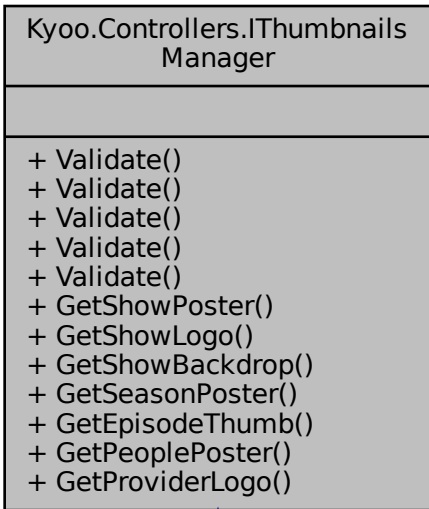 Kyoo.Controllers.IThumbnails
Manager
+ Validate()
+ Validate()
+ Validate()
+ Validate()
+ Validate()
+ GetShowPoster()
+ GetShowLogo()
+ GetShowBackdrop()
+ GetSeasonPoster()
+ GetEpisodeThumb()
+ GetPeoplePoster()
+ GetProviderLogo()